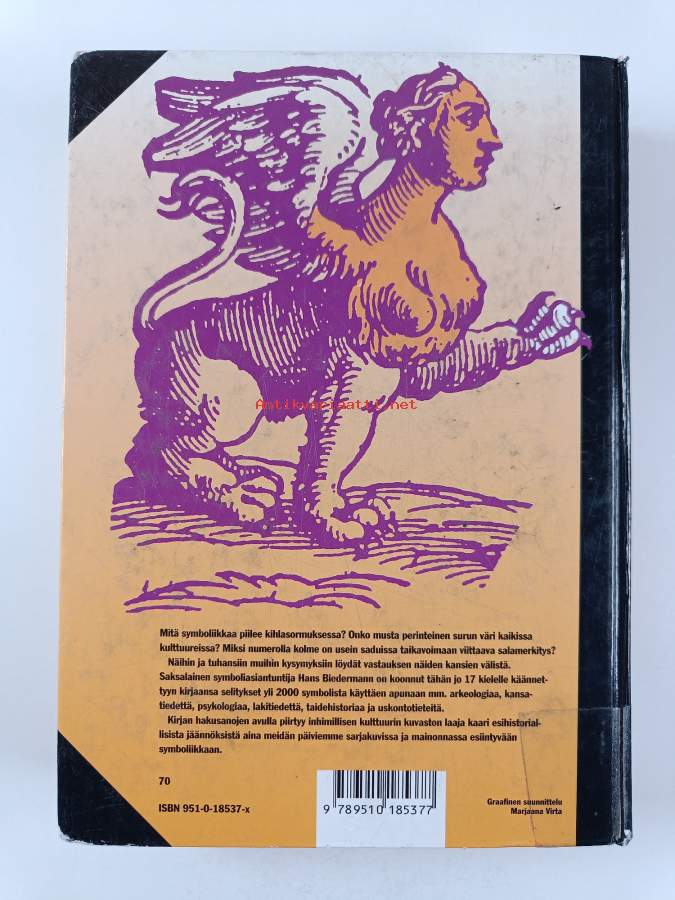 Antikvariaatti.net
Mitä symboliikkaa piilee kihlasormuksessa? Onko musta perinteinen surun väri kaikissa
kulttuureissa? Miksi numerolla kolme on usein saduissa taikavoimaan viittaava salamerkitys?
Näihin ja tuhansiin muihin kysymyksiin löydät vastauksen näiden kansien välistä.
Saksalainen symboliasiantuntija Hans Biedermann on koonnut tähän jo 17 kielelle käännet-
tyyn kirjaansa selitykset yli 2000 symbolista käyttäen apunaan mm. arkeologiaa, kansa-
tiedettä, psykologiaa, lakitiedettä, taidehistoriaa ja uskontotieteitä.
Kirjan hakusanojen avulla piirtyy inhimillisen kulttuurin kuvaston laaja kaari esihistorial-
lisista jäännöksistä aina meidän päiviemme sarjakuvissa ja mainonnassa esiintyvään
symboliikkaan.
70
ISBN 951-0-18537-x
9 789510 185377
Graafinen suunnittelu
Marjaana Virta